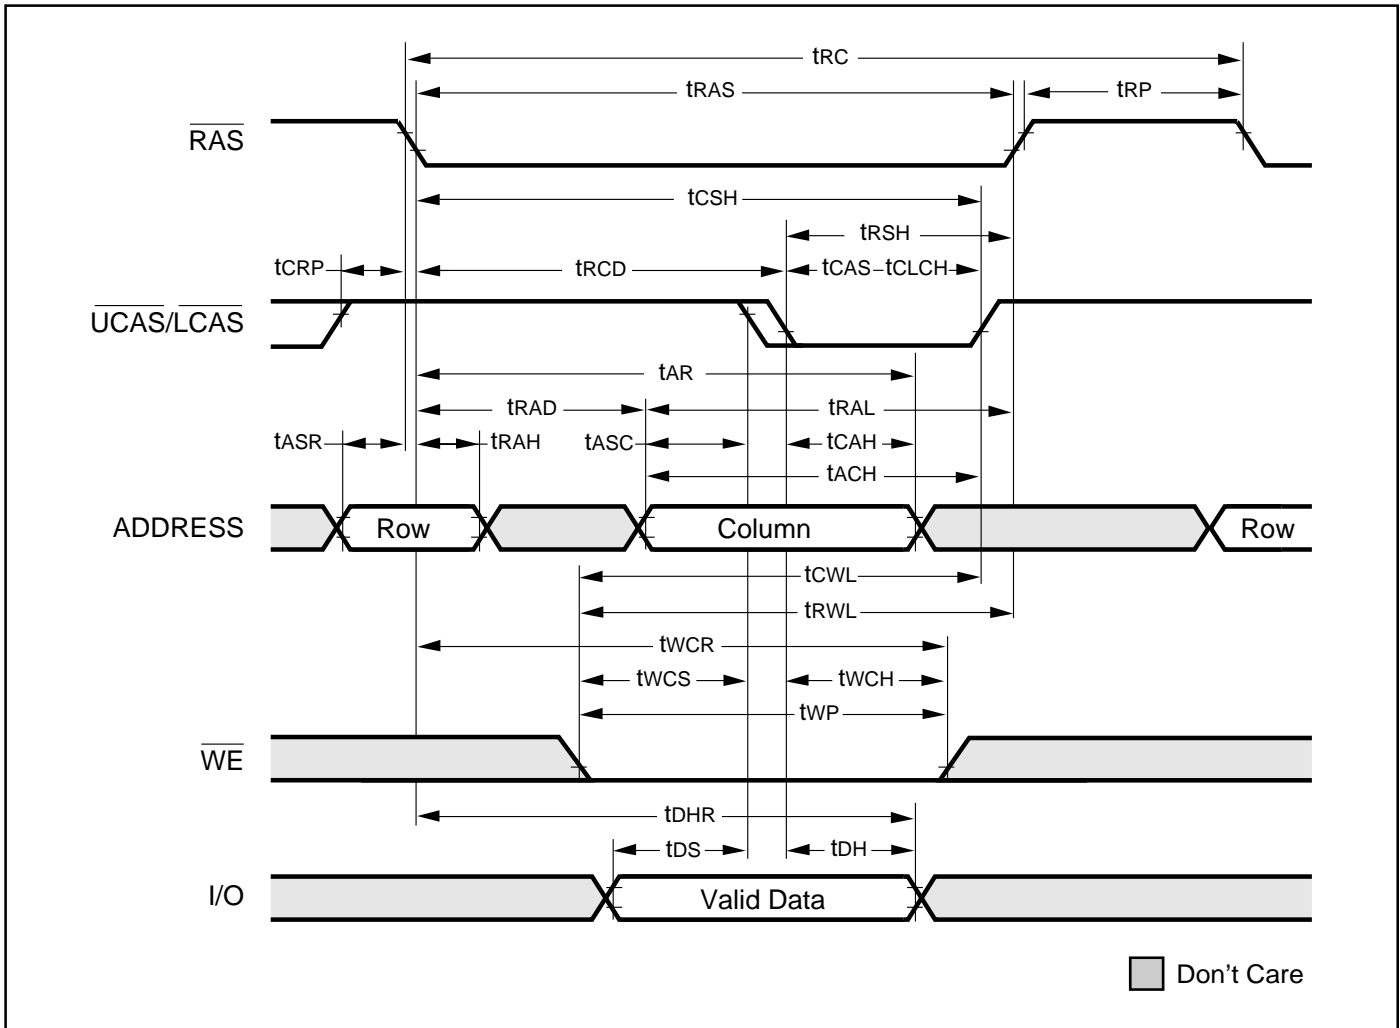 tRC
tRAS
tRP
RAS
tCSH
tRSH
tCRP
tRCD
tCAS tCLCH
UCAS/LCAS
tAR
tRAD
tRAL
tASR
tRAH
tASC
tCAH
tACH
ADDRESS
Row
Column
Row
tCWL
tRWL
tWCR
tWCS
tWCH
tWP
WE
tDHR
tDS
tDH
I/O
Valid Data
Don't Care